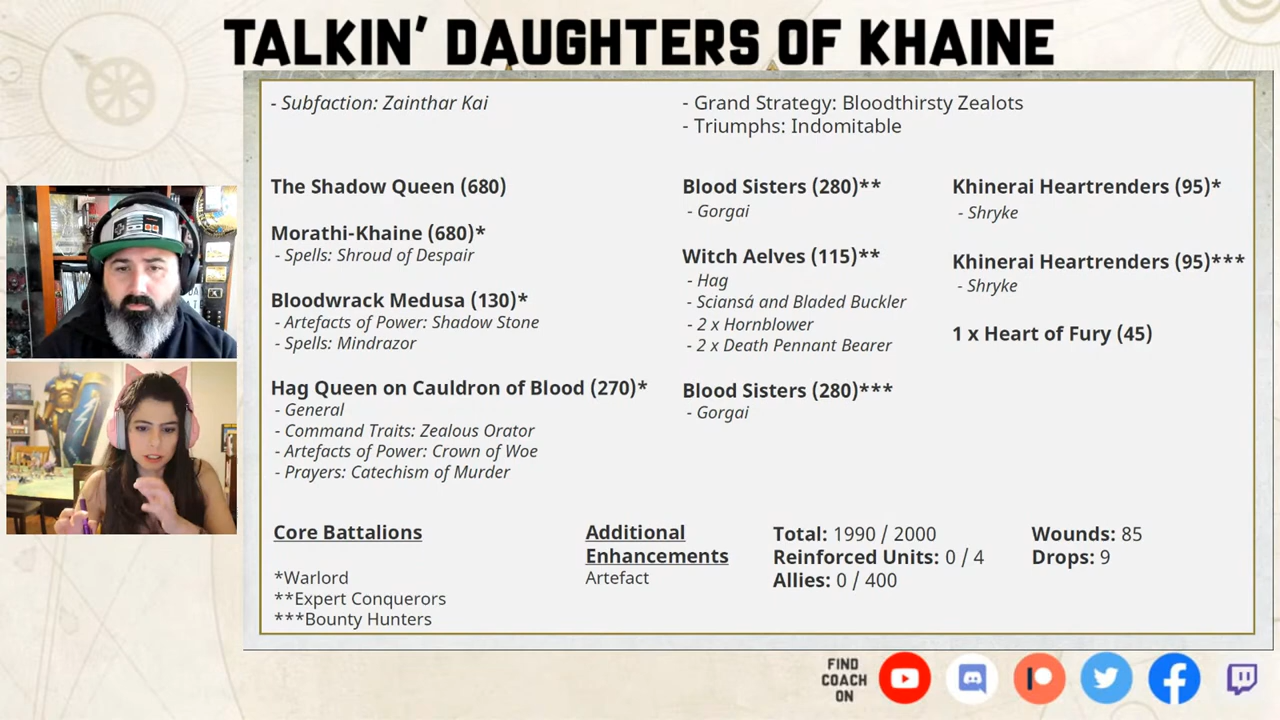 TALKIN' DAUGHTERS OF KHAINE
- Subfaction: Zainthar Kai
- Grand Strategy: Bloodthirsty Zealots
- Triumphs: Indomitable
The Shadow Queen (680)
Morathi-Khaine (680)*
- Spells: Shroud of Despair
Bloodwrack Medusa (130)*
- Artefacts of Power: Shadow Stone
- Spells: Mindrazor
Hag Queen on Cauldron of Blood (270)*
- General
- Command Traits: Zealous Orator
- Artefacts of Power: Crown of Woe
- Prayers: Catechism of Murder
Blood Sisters (280)**
- Gorgai
Witch Aelves (115)**
- Hag
- Sciansá and Bladed Buckler
- 2 x Hornblower
- 2 x Death Pennant Bearer
Blood Sisters (280)***
- Gorgai
Khinerai Heartrenders (95)*
- Shryke
Khinerai Heartrenders (95)***
- Shryke
1 x Heart of Fury (45)
Core Battalions
*Warlord
**Expert Conquerors
***Bounty Hunters
Additional
Enhancements
Artefact
Total: 1990 / 2000
Reinforced Units: 0 / 4
Allies: 0 / 400
Wounds: 85
Drops: 9
FIND
COACH
ON